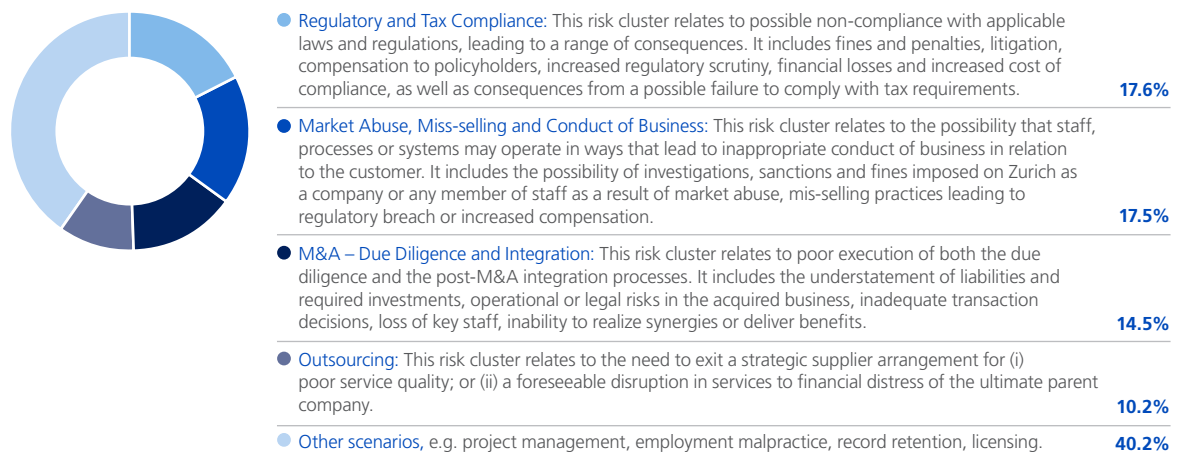 Regulatory and Tax Compliance: This risk cluster relates to possible non-compliance with applicable
laws and regulations, leading to a range of consequences. It includes fines and penalties, litigation,
compensation to policyholders, increased regulatory scrutiny, financial losses and increased cost of
compliance, as well as consequences from a possible failure to comply with tax requirements. 17.6%
Market Abuse, Miss-selling and Conduct of Business: This risk cluster relates to the possibility that staff,
processes or systems may operate in ways that lead to inappropriate conduct of business in relation
to the customer. It includes the possibility of investigations, sanctions and fines imposed on Zurich as
a company or any member of staff as a result of market abuse, mis-selling practices leading to
regulatory breach or increased compensation. 17.5%
M&A – Due Diligence and Integration: This risk cluster relates to poor execution of both the due
diligence and the post-M&A integration processes. It includes the understatement of liabilities and
required investments, operational or legal risks in the acquired business, inadequate transaction
decisions, loss of key staff, inability to realize synergies or deliver benefits. 14.5%
Outsourcing: This risk cluster relates to the need to exit a strategic supplier arrangement for (i)
poor service quality; or (ii) a foreseeable disruption in services to financial distress of the ultimate parent
company. 10.2%
Other scenarios, e.g. project management, employment malpractice, record retention, licensing. 40.2%